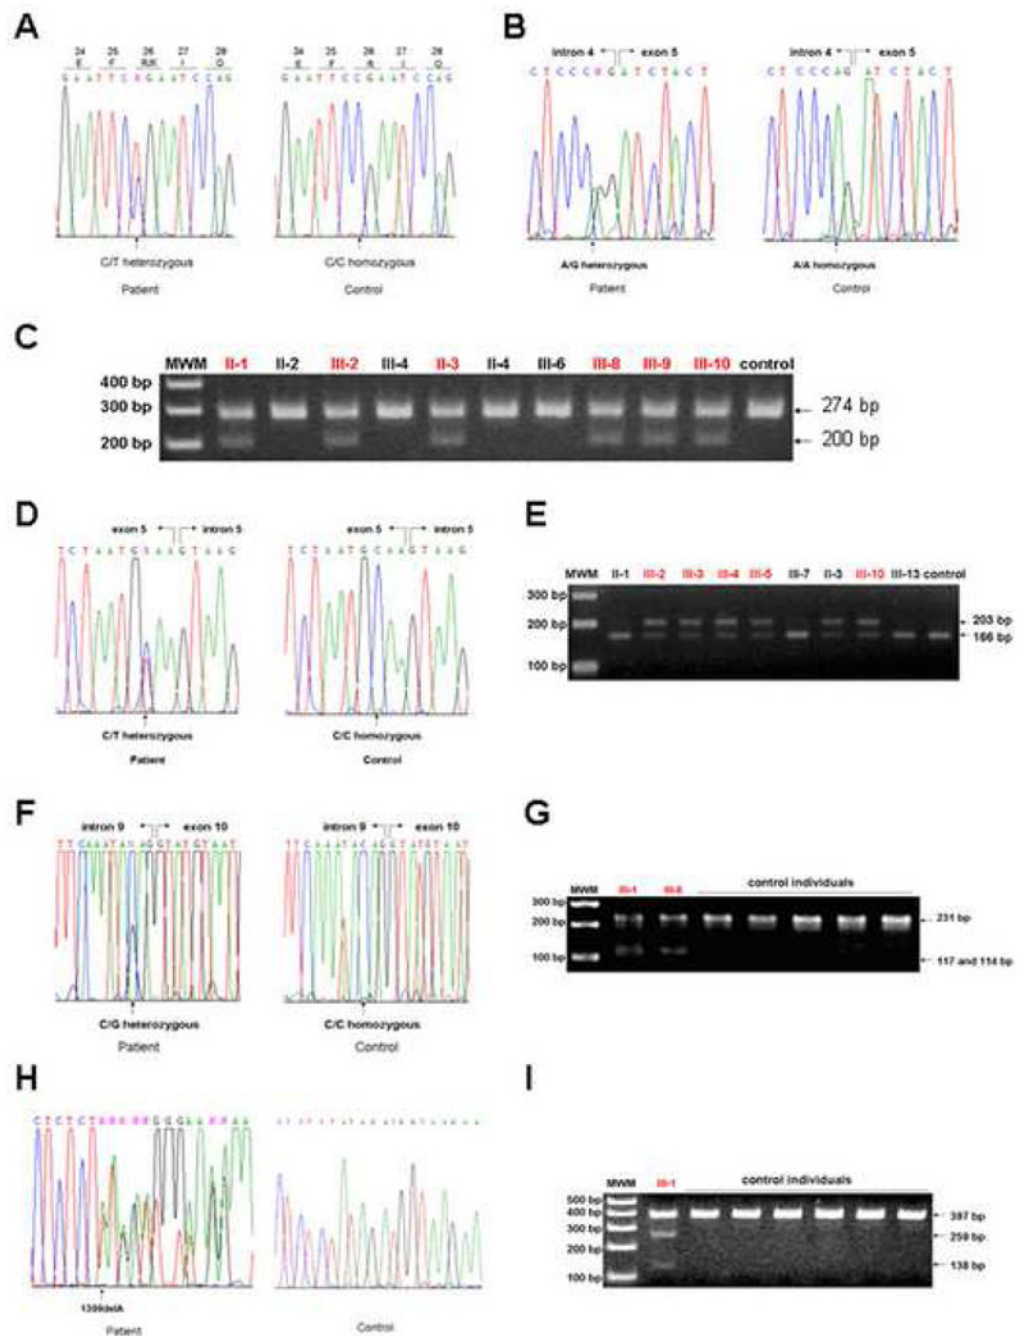 A
24 25 26 27 28
E F R/K I Q
C/T heterozygous
Patient
24 25 26 27 28
E F R I Q
G A A T T C C G A A T C C A G
C/C homozygous
Control
B
intron 4 exon 5
A/G heterozygous
Patient
intron 4 exon 5
C T C C C A G A T C T A C T
A/A homozygous
Control
C
MWM II-1 II-2 III-2 III-4 II-3 II-4 III-6 III-8 III-9 III-10 control
400 bp
300 bp
200 bp
274 bp
200 bp
D
exon 5 intron 5
C/T heterozygous
Patient
exon 5 intron 5
T C T A A T G C A A G T A A G
C/C homozygous
Control
E
MWM II-1 III-2 III-3 III-4 III-5 III-7 II-3 III-10 III-13 control
300 bp
200 bp
100 bp
203 bp
166 bp
F
intron 9 exon 10
C/G heterozygous
Patient
intron 9 exon 10
T T C A A A T A C A G G T A T G T A A T
C/C homozygous
Control
G
MWM III-1 control individuals
300 bp
200 bp
100 bp
231 bp
117 and 114 bp
H
1309delA
Patient
Control
I
MWM III-1 control individuals
500 bp
400 bp
300 bp
200 bp
100 bp
397 bp
259 bp
138 bp